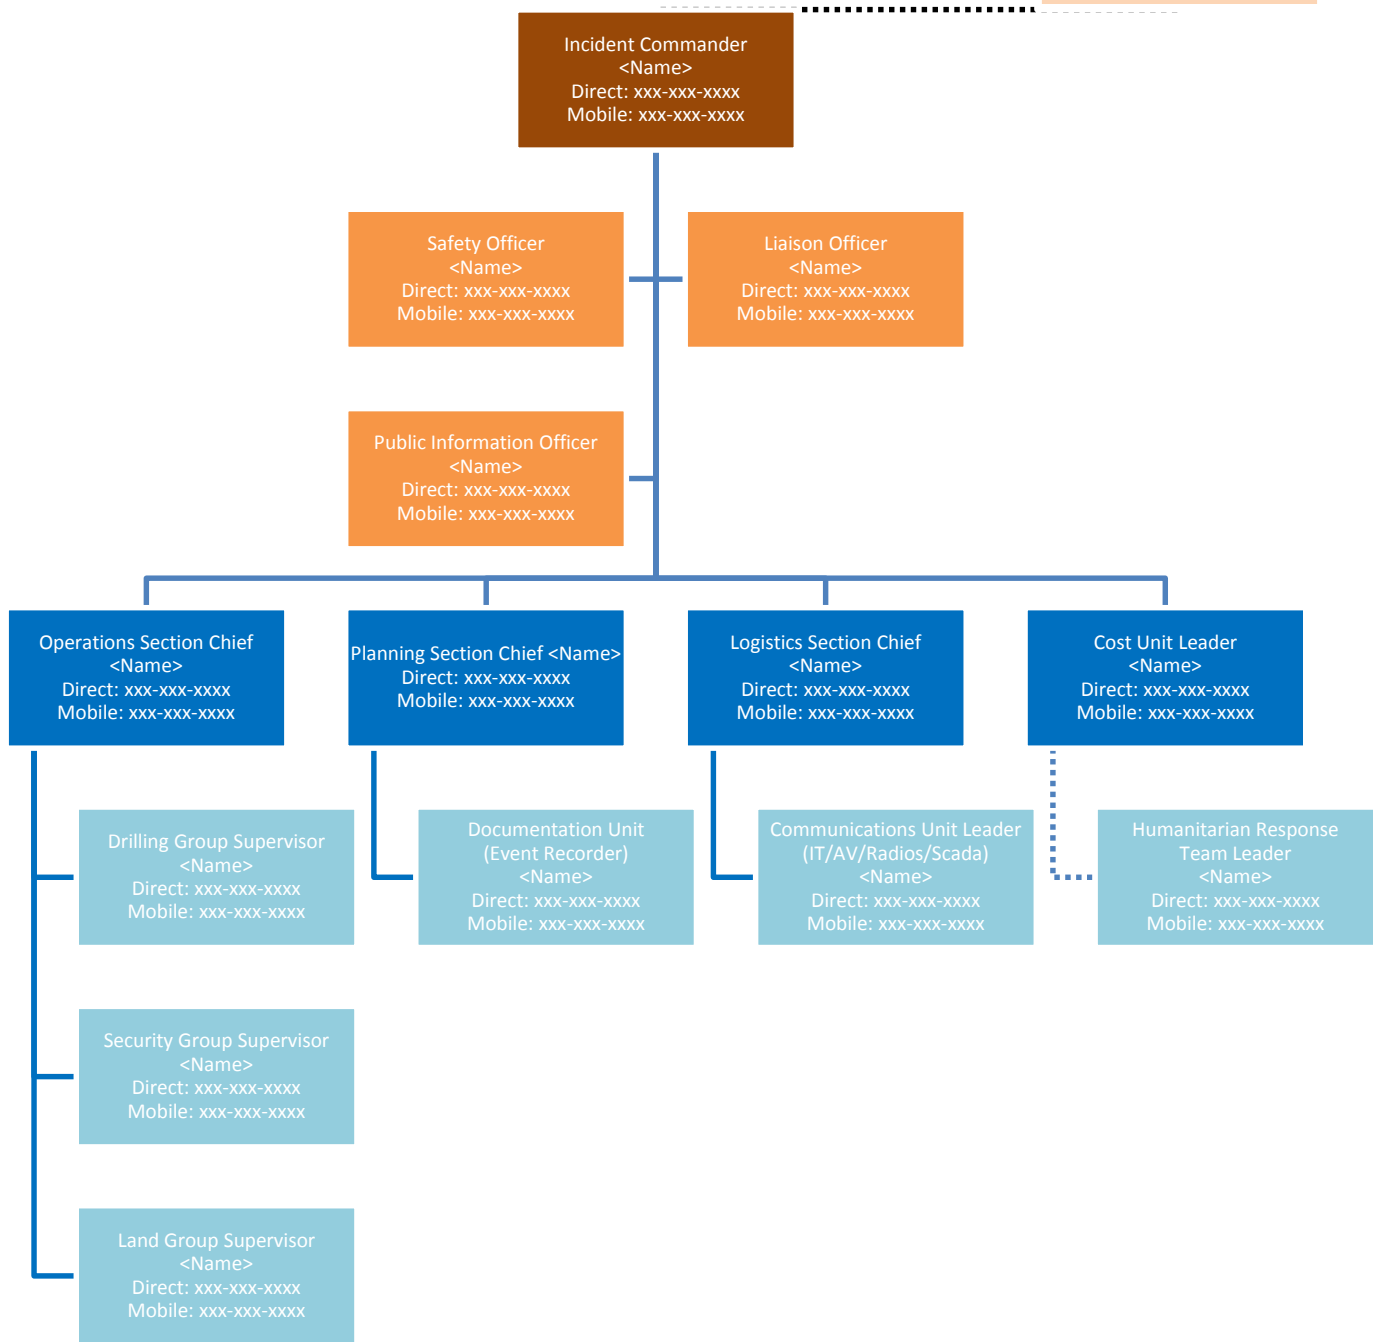 Incident Commander
<Name>
Direct: xxx-xxx-xxxx
Mobile: xxx-xxx-xxxx
Safety Officer
<Name>
Direct: xxx-xxx-xxxx
Mobile: xxx-xxx-xxxx
Liaison Officer
<Name>
Direct: xxx-xxx-xxxx
Mobile: xxx-xxx-xxxx
Public Information Officer
<Name>
Direct: xxx-xxx-xxxx
Mobile: xxx-xxx-xxxx
Operations Section Chief
<Name>
Direct: xxx-xxx-xxxx
Mobile: xxx-xxx-xxxx
Planning Section Chief <Name>
Direct: xxx-xxx-xxxx
Mobile: xxx-xxx-xxxx
Logistics Section Chief
<Name>
Direct: xxx-xxx-xxxx
Mobile: xxx-xxx-xxxx
Cost Unit Leader
<Name>
Direct: xxx-xxx-xxxx
Mobile: xxx-xxx-xxxx
Drilling Group Supervisor
<Name>
Direct: xxx-xxx-xxxx
Mobile: xxx-xxx-xxxx
Documentation Unit
(Event Recorder)
<Name>
Direct: xxx-xxx-xxxx
Mobile: xxx-xxx-xxxx
Communications Unit Leader
(IT/AV/Radios/Scada)
<Name>
Direct: xxx-xxx-xxxx
Mobile: xxx-xxx-xxxx
Humanitarian Response
Team Leader
<Name>
Direct: xxx-xxx-xxxx
Mobile: xxx-xxx-xxxx
Security Group Supervisor
<Name>
Direct: xxx-xxx-xxxx
Mobile: xxx-xxx-xxxx
Land Group Supervisor
<Name>
Direct: xxx-xxx-xxxx
Mobile: xxx-xxx-xxxx